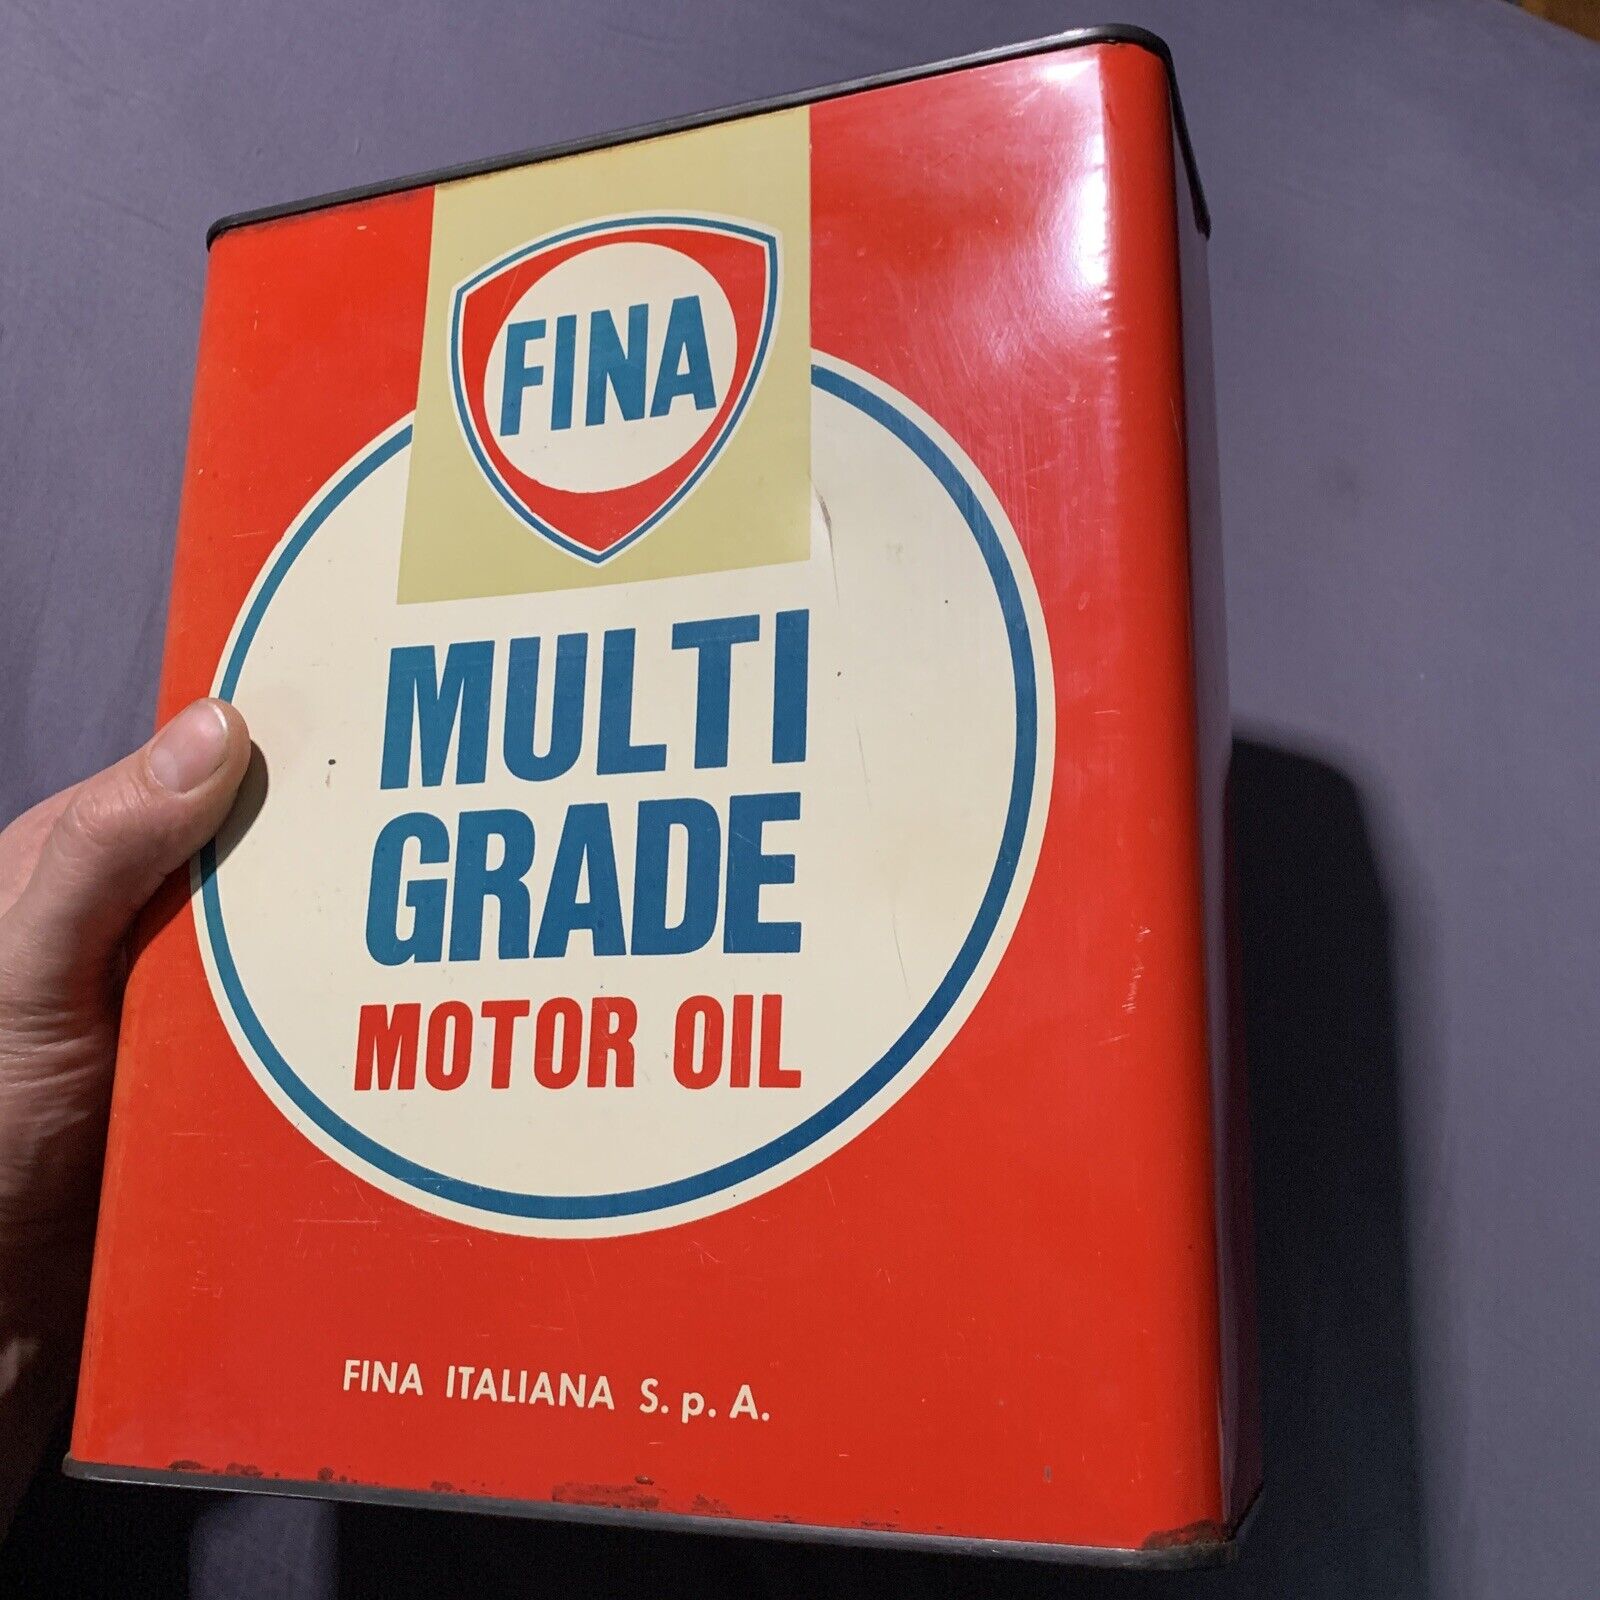 FINA
MULTI
GRADE
MOTOR OIL
FINA ITALIANA S. p. A.